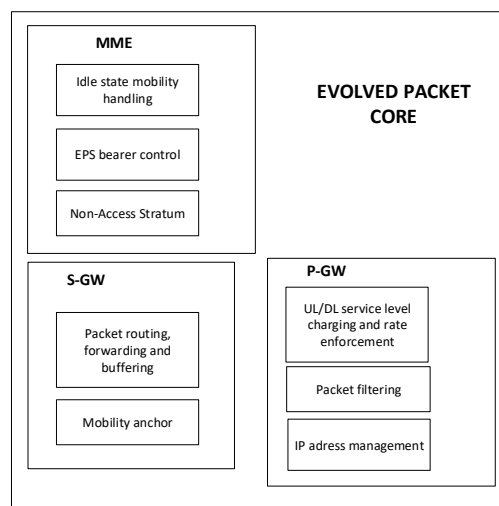 MME
Idle state mobility
handling
EPS bearer control
Non-Access Stratum
EVOLVED PACKET
CORE
S-GW
Packet routing,
forwarding and
buffering
Mobility anchor
P-GW
UL/DL service level
charging and rate
enforcement
Packet filtering
IP adress management